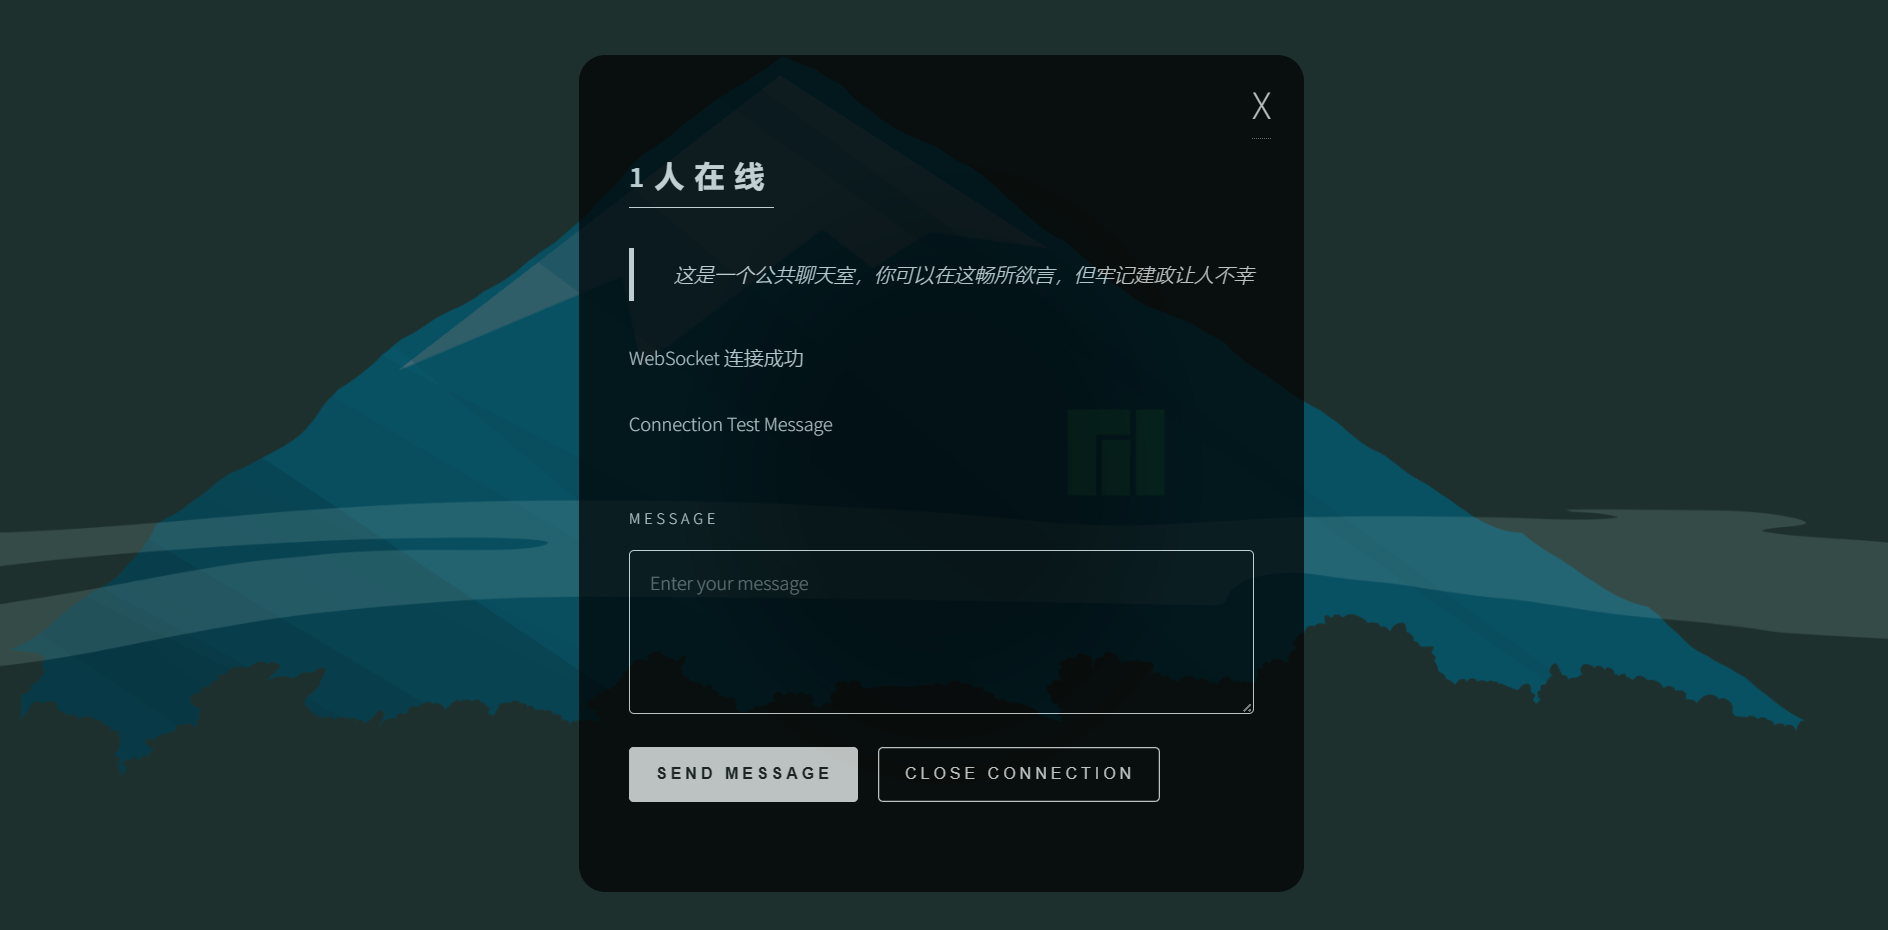 X
1 人在线
这是一个公共聊天室，你可以在这畅所欲言，但牢记建政让人不幸
WebSocket 连接成功
Connection Test Message
MESSAGE
Enter your message
SEND MESSAGE
CLOSE CONNECTION